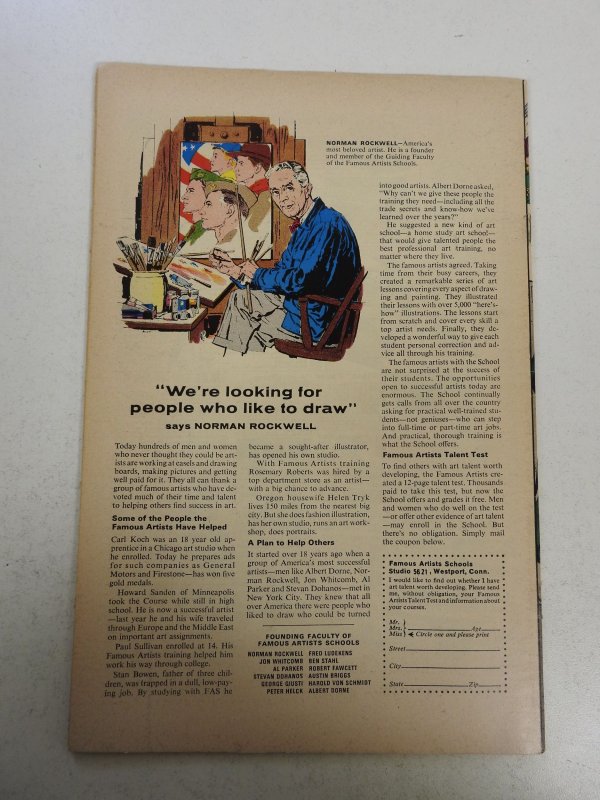 NORMAN ROCKWELL—America's
most beloved artist. He is a founder
and member of the Guiding Faculty
of the Famous Artists Schools.
"We're looking for
people who like to draw"
says NORMAN ROCKWELL
Today hundreds of men and women
who never thought they could be art-
ists are working at easels and drawing
boards, making pictures and getting
well paid for it. They all can thank a
group of famous artists who have de-
voted much of their time and talent
to helping others find success in art.
Some of the People the
Famous Artists Have Helped
Carl Koch was an 18 year old ap-
prentice in a Chicago art studio when
he enrolled. Today he prepares ads
for such companies as General
Motors and Firestone—has won five
gold medals.
Howard Sanden of Minneapolis
took the Course while still in high
school. He is now a successful artist
—last year he and his wife traveled
through Europe and the Middle East
on important art assignments.
Paul Sullivan enrolled at 14. His
Famous Artists training helped him
work his way through college.
Stan Bowen, father of three chil-
dren, was trapped in a dull, low-pay-
ing job. By studying with FAS he
became a sought-after illustrator,
has opened his own studio.
With Famous Artists training
Rosemary Roberts was hired by a
top department store as an artist—
with a big chance to advance.
Oregon housewife Helen Tryk
lives 150 miles from the nearest big
city. But she does fashion illustration,
has her own studio, runs an art work-
shop, does portraits.
A Plan to Help Others
It started over 18 years ago when a
group of America's most successful
artists—men like Albert Dorne, Nor-
man Rockwell, Jon Whitcomb, Al
Parker and Stevan Dohanos—met in
New York City. They knew that all
over America there were people who
liked to draw who could be turned
into good artists. Albert Dorne asked,
"Why can't we give these people the
training they need—including all the
trade secrets and know-how we've
learned over the years?"
He suggested a new kind of art
school—a home study art school—
that would give talented people the
best professional art training, no
matter where they live.
The famous artists agreed. Taking
time from their busy careers, they
created a remarkable series of art
lessons covering every aspect of draw-
ing and painting. They illustrated
their lessons with over 5,000 "here's-
how" illustrations. The lessons start
from scratch and cover every skill a
top artist needs. Finally, they de-
veloped a wonderful way to give each
student personal correction and ad-
vice all through his training.
The famous artists with the School
are not surprised at the success of
their students. The opportunities
open to successful artists today are
enormous. The School continually
gets calls from all over the country
asking for practical well-trained stu-
dents—not geniuses—who can step
into full-time or part-time art jobs.
And practical, thorough training is
what the School offers.
Famous Artists Talent Test
To find others with art talent worth
developing, the Famous Artists cre-
ated a 12-page talent test. Thousands
paid to take this test, but now the
School offers and grades it free. Men
and women who do well on the test
—or offer other evidence of art talent
—may enroll in the School. But
there's no obligation. Simply mail
the coupon below.
FOUNDING FACULTY OF
FAMOUS ARTISTS SCHOOLS
NORMAN ROCKWELL FRED LUDEKENS
JON WHITCOMB BEN STAHL
AL PARKER ROBERT FAWCETT
STEVAN DOHANOS AUSTIN BRIGGS
GEORGE GIUSTI HAROLD VON SCHMIDT
PETER HELCK ALBERT DORNE
Famous Artists Schools
Studio 5621, Westport, Conn.
I would like to find out whether I have
art talent worth developing. Please send
me, without obligation, your Famous
Artists Talent Test and information about
your courses.
Mr.
Mrs. Age
Miss Circle one and please print
Street
City
State Zip